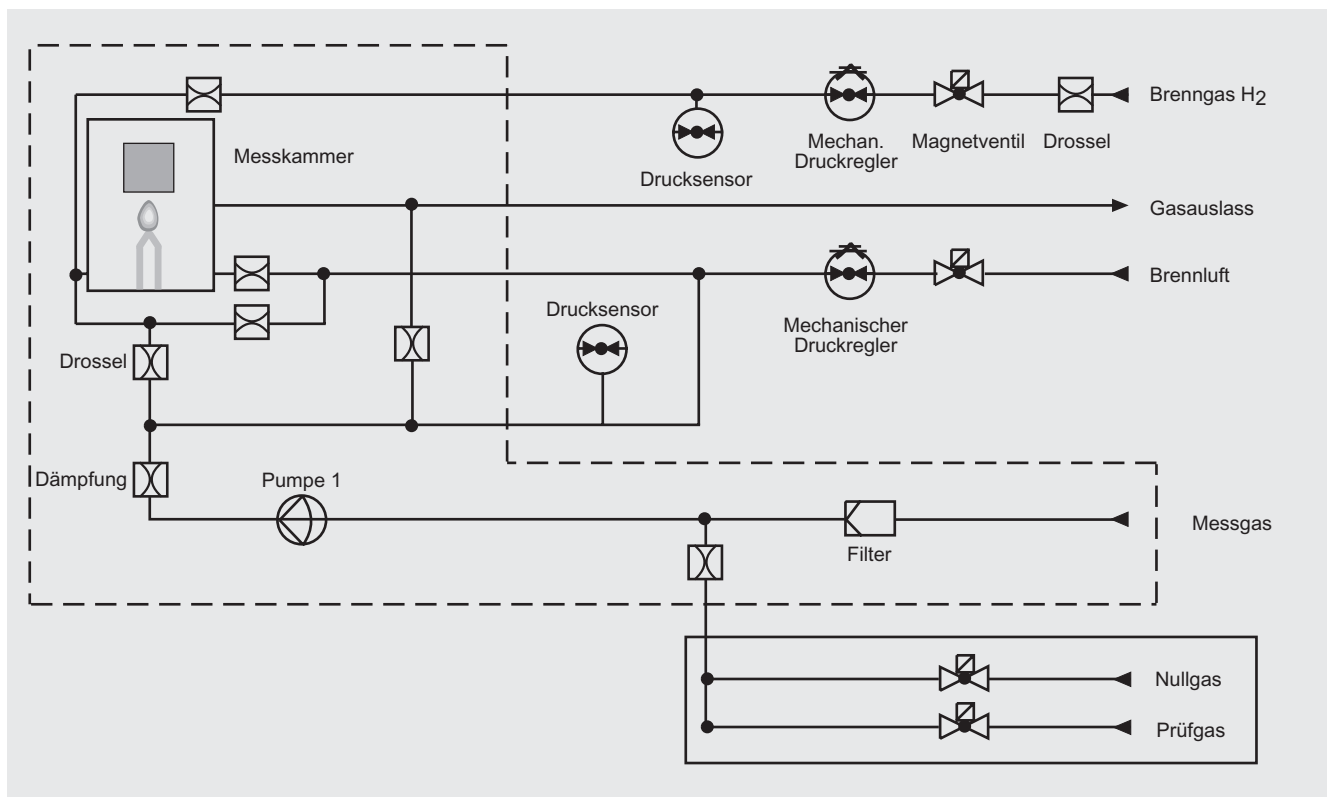 Brenngas H2
Mechan.
Druckregler
Magnetventil
Drossel
Messkammer
Drucksensor
Gasauslass
Brennluft
Drucksensor
Mechanischer
Druckregler
Drossel
Dämpfung
Pumpe 1
Messgas
Filter
Nullgas
Prüfgas